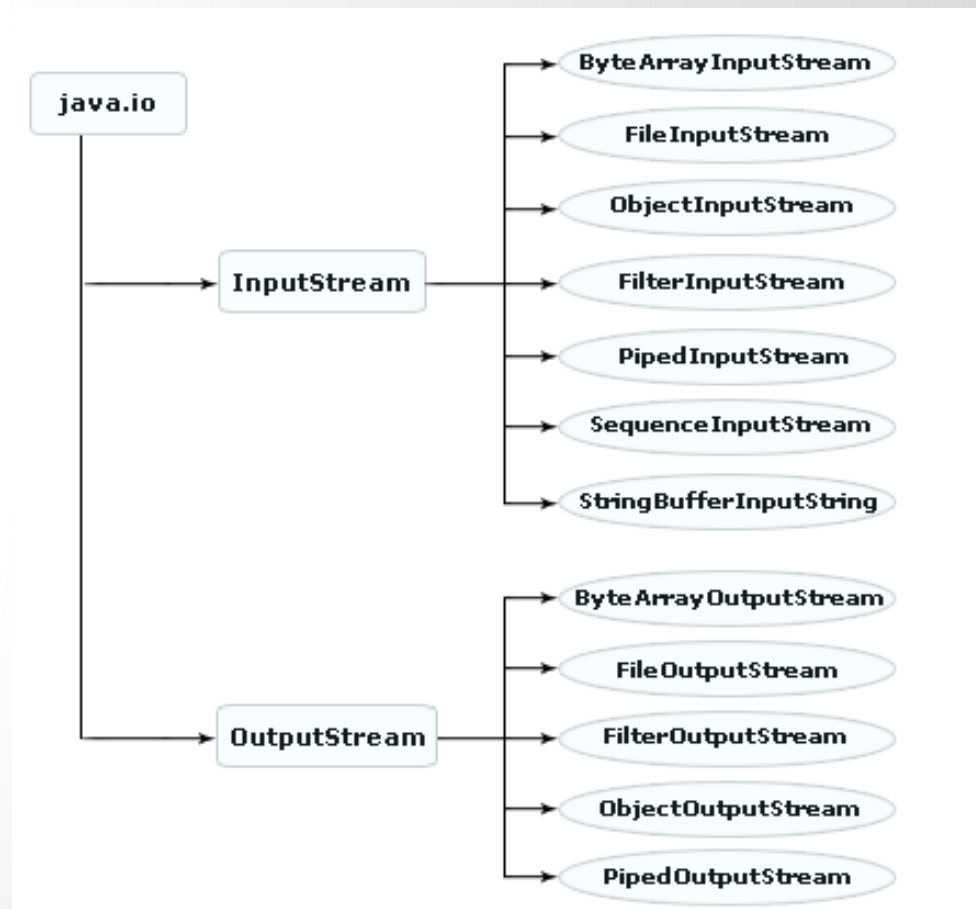 java.io
InputStream
ByteArrayInputStream
FileInputStream
ObjectInputStream
FilterInputStream
PipedInputStream
SequenceInputStream
StringBufferInputString
OutputStream
ByteArrayOutputStream
FileOutputStream
FilterOutputStream
ObjectOutputStream
PipedOutputStream